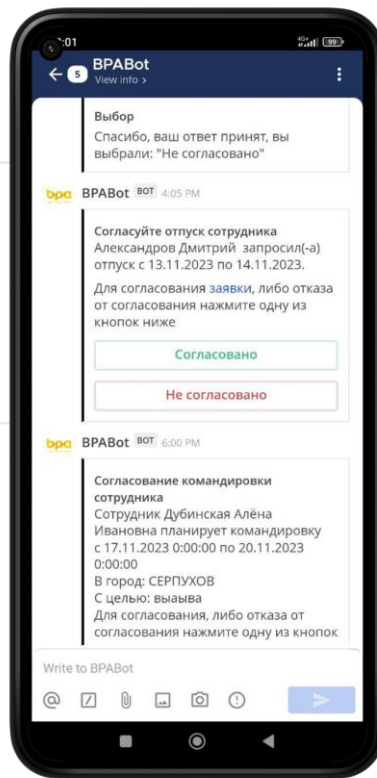 :01
4G+
99
5
BPABot
View info >
Выбор
Спасибо, ваш ответ принят, вы
выбрали: "Не согласовано"
bpa
BPABot BOT 4:05 PM
Согласуйте отпуск сотрудника
Александров Дмитрий запросил(-а)
отпуск с 13.11.2023 по 14.11.2023.
Для согласования заявки, либо отказа
от согласования нажмите одну из
кнопок ниже
Согласовано
Не согласовано
bpa
BPABot BOT 6:00 PM
Согласование командировки
сотрудника
Сотрудник Дубинская Алёна
Ивановна планирует командировку
с 17.11.2023 0:00:00 по 20.11.2023
0:00:00
В город: СЕРПУХОВ
С целью: выаыва
Для согласования, либо отказа от
согласования нажмите одну из кнопок
Write to BPABot